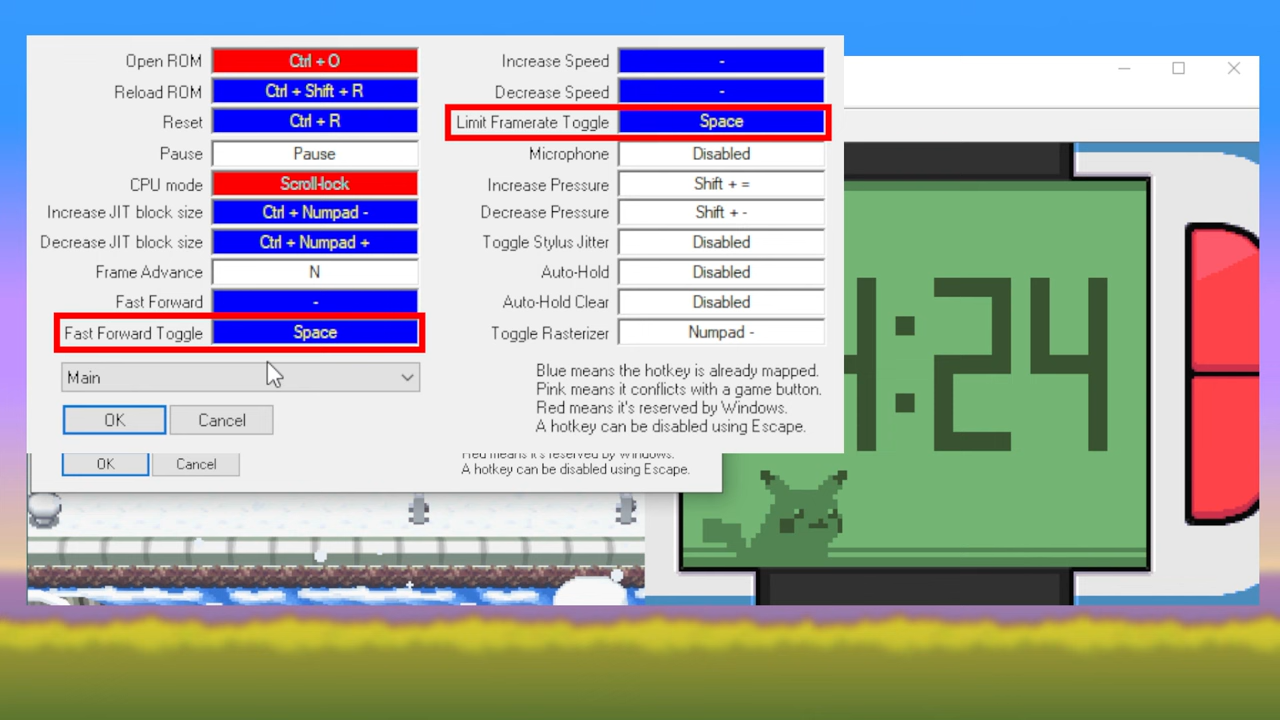 Open ROM Ctrl + O
Reload ROM Ctrl + Shift + R
Reset Ctrl + R
Pause Pause
CPU mode Scroll-lock
Increase JIT block size Ctrl + Numpad -
Decrease JIT block size Ctrl + Numpad +
Frame Advance N
Fast Forward -
Fast Forward Toggle Space
Main
OK Cancel
Increase Speed -
Decrease Speed -
Limit Framerate Toggle Space
Microphone Disabled
Increase Pressure Shift + =
Decrease Pressure Shift + -
Toggle Stylus Jitter Disabled
Auto-Hold Disabled
Auto-Hold Clear Disabled
Toggle Rasterizer Numpad -
Blue means the hotkey is already mapped.
Pink means it conflicts with a game button.
Red means it's reserved by Windows.
A hotkey can be disabled using Escape.
OK Cancel
Red means it's reserved by Windows.
A hotkey can be disabled using Escape.
:24